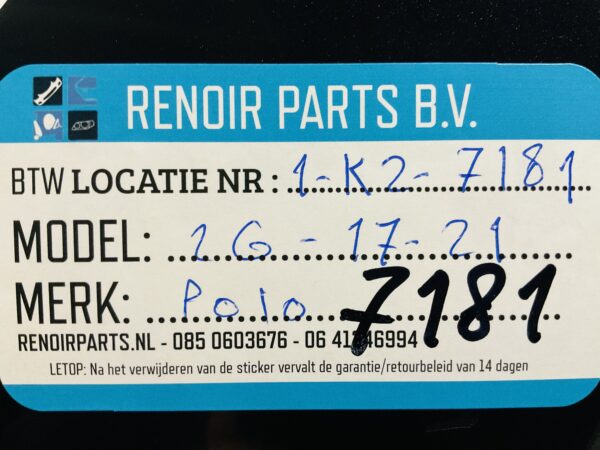 RENOIR PARTS B.V.
BTW LOCATIE NR : 1-K2-7181
MODEL: 2G-17-21
MERK: Polo 7181
RENOIRPARTS.NL - 085 0603676 - 06
LETOP: Na het verwijderen van de sticker vervalt de garantie/retourbeleid van 14 dagen